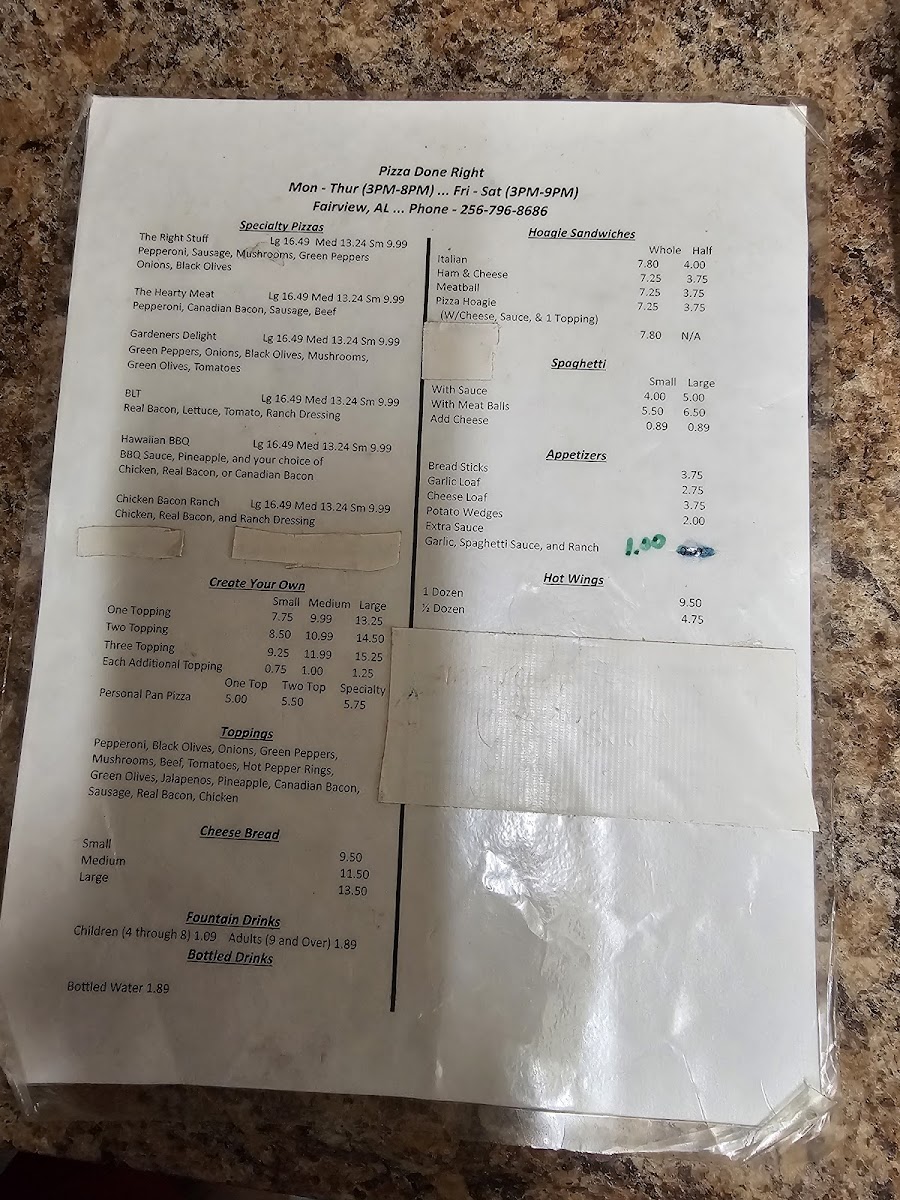 Pizza Done Right
Mon - Thur (3PM-8PM) ... Fri - Sat (3PM-9PM)
Fairview, AL ... Phone - 256-796-8686
Specialty Pizzas
The Right Stuff Lg 16.49 Med 13.24 Sm 9.99
Pepperoni, Sausage, Mushrooms, Green Peppers
Onions, Black Olives
The Hearty Meat Lg 16.49 Med 13.24 Sm 9.99
Pepperoni, Canadian Bacon, Sausage, Beef
Gardeners Delight Lg 16.49 Med 13.24 Sm 9.99
Green Peppers, Onions, Black Olives, Mushrooms,
Green Olives, Tomatoes
BLT Lg 16.49 Med 13.24 Sm 9.99
Real Bacon, Lettuce, Tomato, Ranch Dressing
Hawaiian BBQ Lg 16.49 Med 13.24 Sm 9.99
BBQ Sauce, Pineapple, and your choice of
Chicken, Real Bacon, or Canadian Bacon
Chicken Bacon Ranch Lg 16.49 Med 13.24 Sm 9.99
Chicken, Real Bacon, and Ranch Dressing
Create Your Own
Small Medium Large
One Topping 7.75 9.99 13.25
Two Topping 8.50 10.99 14.50
Three Topping 9.25 11.99 15.25
Each Additional Topping 0.75 1.00 1.25
One Top Two Top Specialty
Personal Pan Pizza 5.00 5.50 5.75
Toppings
Pepperoni, Black Olives, Onions, Green Peppers,
Mushrooms, Beef, Tomatoes, Hot Pepper Rings,
Green Olives, Jalapenos, Pineapple, Canadian Bacon,
Sausage, Real Bacon, Chicken
Cheese Bread
Small 9.50
Medium 11.50
Large 13.50
Fountain Drinks
Children (4 through 8) 1.09 Adults (9 and Over) 1.89
Bottled Drinks
Bottled Water 1.89
Hoagie Sandwiches
Whole Half
Italian 7.80 4.00
Ham & Cheese 7.25 3.75
Meatball 7.25 3.75
Pizza Hoagie 7.25 3.75
(W/Cheese, Sauce, & 1 Topping)
7.80 N/A
Spaghetti
Small Large
With Sauce 4.00 5.00
With Meat Balls 5.50 6.50
Add Cheese 0.89 0.89
Appetizers
Bread Sticks 3.75
Garlic Loaf 2.75
Cheese Loaf 3.75
Potato Wedges 2.00
Extra Sauce
Garlic, Spaghetti Sauce, and Ranch 1.00
Hot Wings
1 Dozen 9.50
½ Dozen 4.75